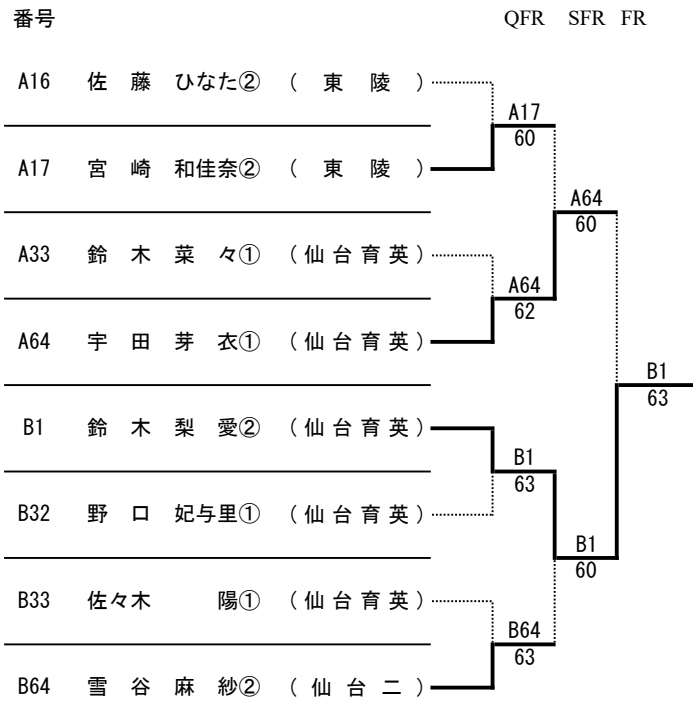 番号 QFR SFR FR
A16 佐藤 ひなた② (東陵)
A17
60
A17 宮崎 和佳奈② (東陵)
A64
60
A33 鈴木菜々① (仙台育英)
A64
62
A64 宇田芽衣① (仙台育英)
B1
63
B1 鈴木梨愛② (仙台育英)
B1
63
B32 野口 妃与里① (仙台育英)
B1
60
B33 佐々木 陽① (仙台育英)
B64
63
B64 雪谷麻紗② (仙台二)